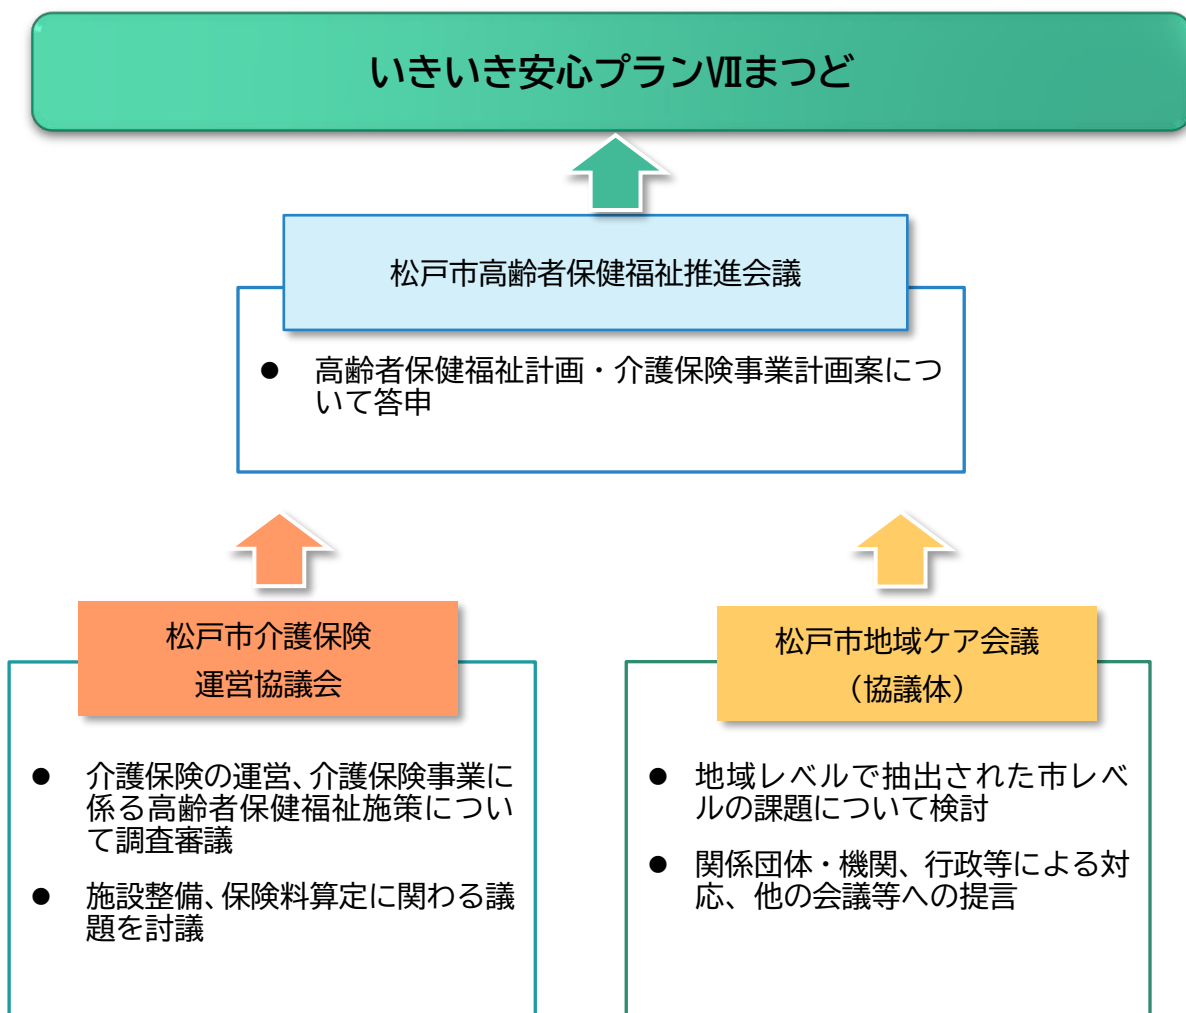 いきいき安心プランⅦまつど
松戸市高齢者保健福祉推進会議
● 高齢者保健福祉計画・介護保険事業計画案につ
いて答申
松戸市介護保険
運営協議会
● 介護保険の運営、介護保険事業に
係る高齢者保健福祉施策につい
て調査審議
● 施設整備、保険料算定に関わる議
題を討議
松戸市地域ケア会議
（協議体）
● 地域レベルで抽出された市レベ
ルの課題について検討
● 関係団体・機関、行政等による対
応、他の会議等への提言